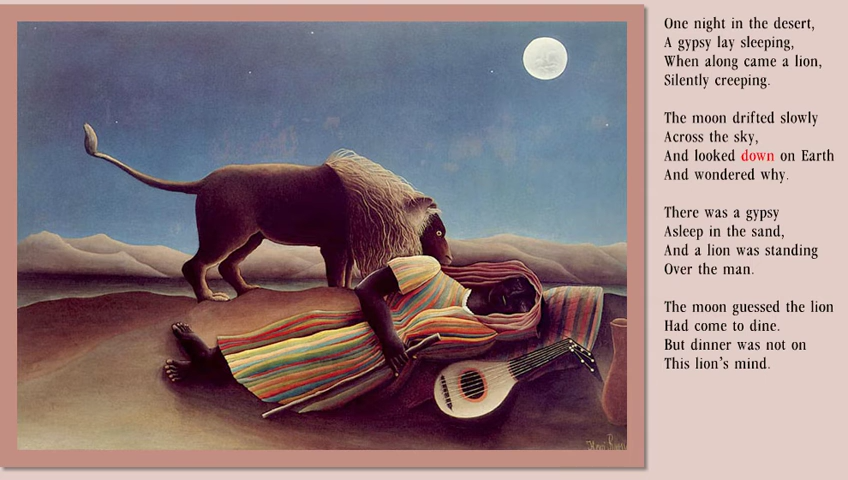 One night in the desert,
A gypsy lay sleeping,
When along came a lion,
Silently creeping.
The moon drifted slowly
Across the sky,
And looked down on Earth
And wondered why.
There was a gypsy
Asleep in the sand,
And a lion was standing
Over the man.
The moon guessed the lion
Had come to dine.
But dinner was not on
This lion's mind.